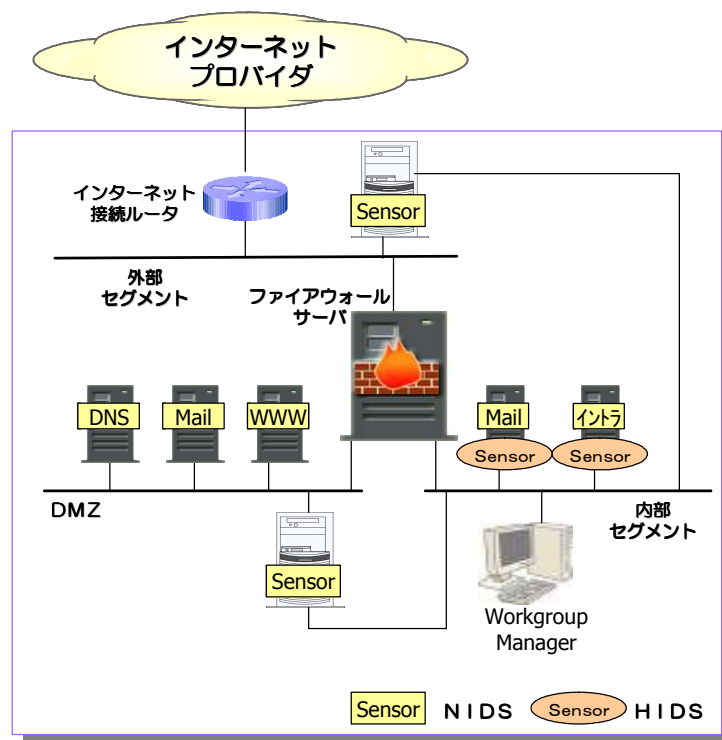 インターネット
プロバイダ
インターネット
接続ルータ
Sensor
外部
セグメント
ファイアウォール
サーバ
DNS
Mail
WWW
Mail
イントラ
Sensor
Sensor
DMZ
内部
セグメント
Sensor
Workgroup
Manager
Sensor
NIDS
Sensor
HIDS